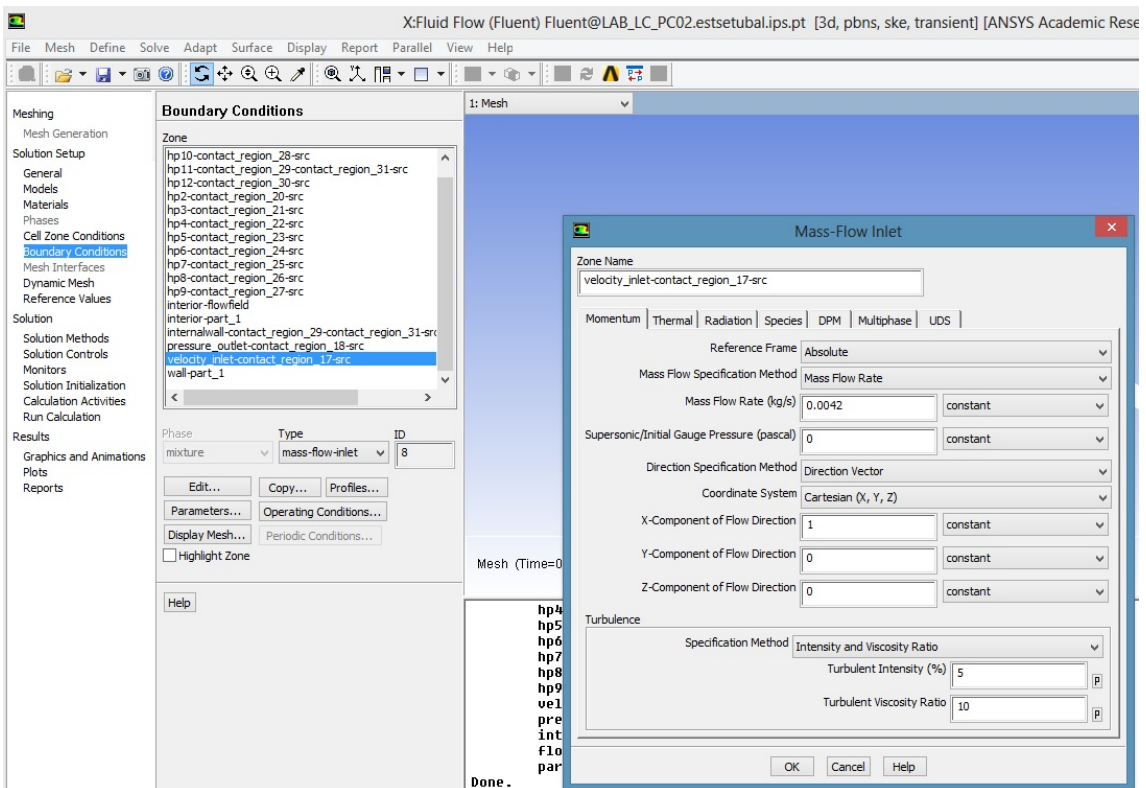 X:Fluid Flow (Fluent) Fluent@LAB_LC_PC02.estsetubal.ips.pt [3d, pbns, ske, transient] [ANSYS Academic Rese
File Mesh Define Solve Adapt Surface Display Report Parallel View Help
Meshing
Mesh Generation
Solution Setup
General
Models
Materials
Phases
Cell Zone Conditions
Boundary Conditions
Mesh Interfaces
Dynamic Mesh
Reference Values
Solution
Solution Methods
Solution Controls
Monitors
Solution Initialization
Calculation Activities
Run Calculation
Results
Graphics and Animations
Plots
Reports
Boundary Conditions
Zone
hp10-contact_region_28-src
hp11-contact_region_29-contact_region_31-src
hp12-contact_region_30-src
hp2-contact_region_20-src
hp3-contact_region_21-src
hp4-contact_region_22-src
hp5-contact_region_23-src
hp6-contact_region_24-src
hp7-contact_region_25-src
hp8-contact_region_26-src
hp9-contact_region_27-src
interior-flowfield
interior-part_1
internalwall-contact_region_29-contact_region_31-src
pressure_outlet-contact_region_18-src
velocity_inlet-contact_region_17-src
wall-part_1
Phase Type ID
mixture mass-flow-inlet 8
Edit... Copy... Profiles...
Parameters... Operating Conditions...
Display Mesh... Periodic Conditions...
Highlight Zone
Help
1: Mesh
Mesh (Time=0
hp4
hp5
hp6
hp7
hp8
hp9
vel
pre
int
flo
par
Done.
Mass-Flow Inlet
Zone Name
velocity_inlet-contact_region_17-src
Momentum Thermal Radiation Species DPM Multiphase UDS
Reference Frame Absolute
Mass Flow Specification Method Mass Flow Rate
Mass Flow Rate (kg/s) 0.0042 constant
Supersonic/Initial Gauge Pressure (pascal) 0 constant
Direction Specification Method Direction Vector
Coordinate System Cartesian (X, Y, Z)
X-Component of Flow Direction 1 constant
Y-Component of Flow Direction 0 constant
Z-Component of Flow Direction 0 constant
Turbulence
Specification Method Intensity and Viscosity Ratio
Turbulent Intensity (%) 5 P
Turbulent Viscosity Ratio 10 P
OK Cancel Help